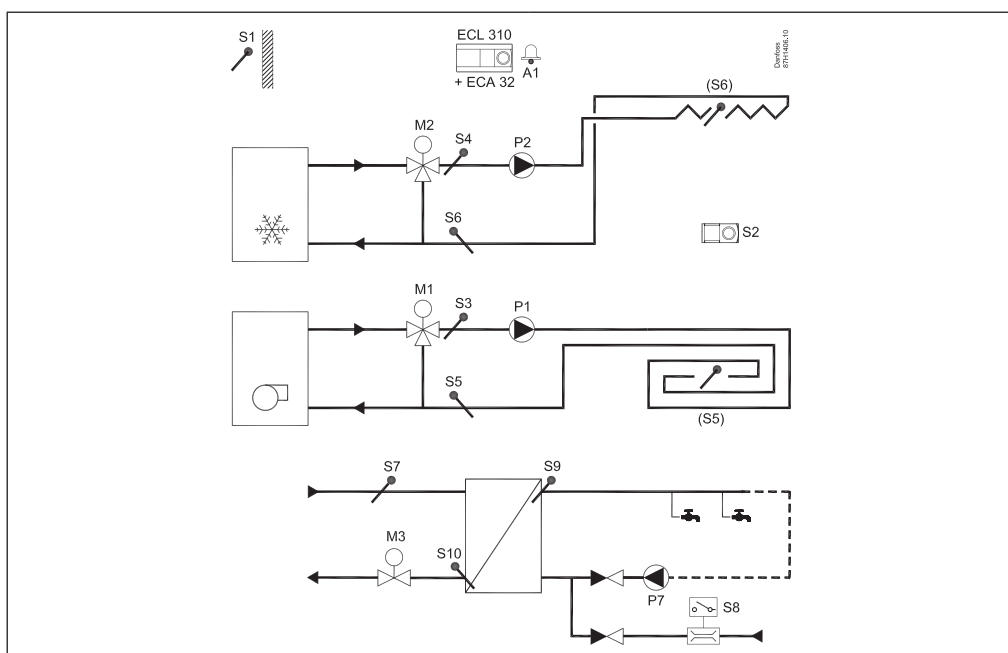 S1
ECL 310
A1
+ ECA 32
Danfoss
87H1406.10
(S6)
M2
S4
P2
S6
S2
M1
S3
P1
S5
(S5)
S7
S9
M3
S10
P7
S8